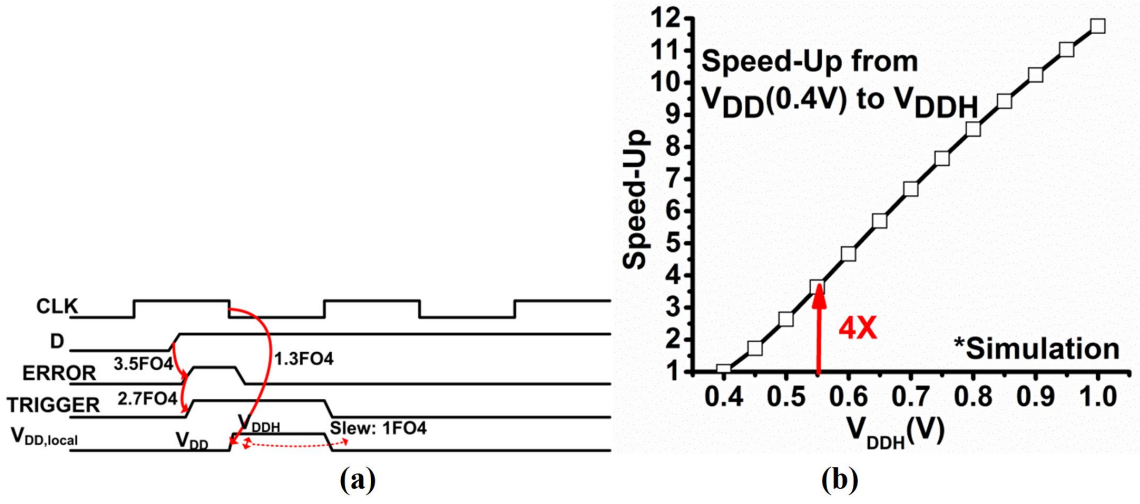 CLK
D
3.5FO4
1.3FO4
ERROR
2.7FO4
TRIGGER
VDDH
Slew: 1FO4
VDD,local
VDD
(a)
12
11
10
9
8
7
6
5
4
3
2
1
Speed-Up
Speed-Up from
VDD(0.4V) to VDDH
4X
*Simulation
0.4 0.5 0.6 0.7 0.8 0.9 1.0
VDDH(V)
(b)